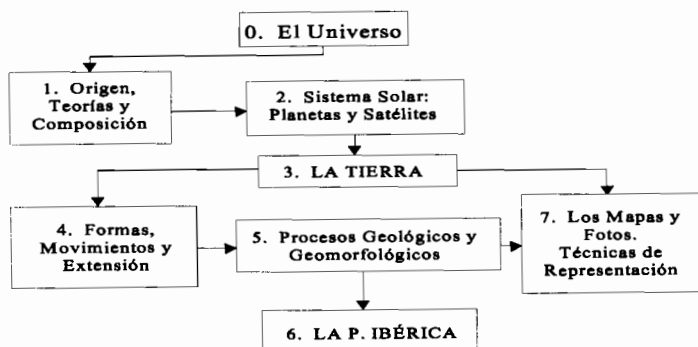 0. El Universo
1. Origen,
Teorías y
Composición
2. Sistema Solar:
Planetas y Satélites
3. LA TIERRA
4. Formas,
Movimientos y
Extensión
5. Procesos Geológicos y
Geomorfológicos
7. Los Mapas y
Fotos.
Técnicas de
Representación
6. LA P. IBÉRICA